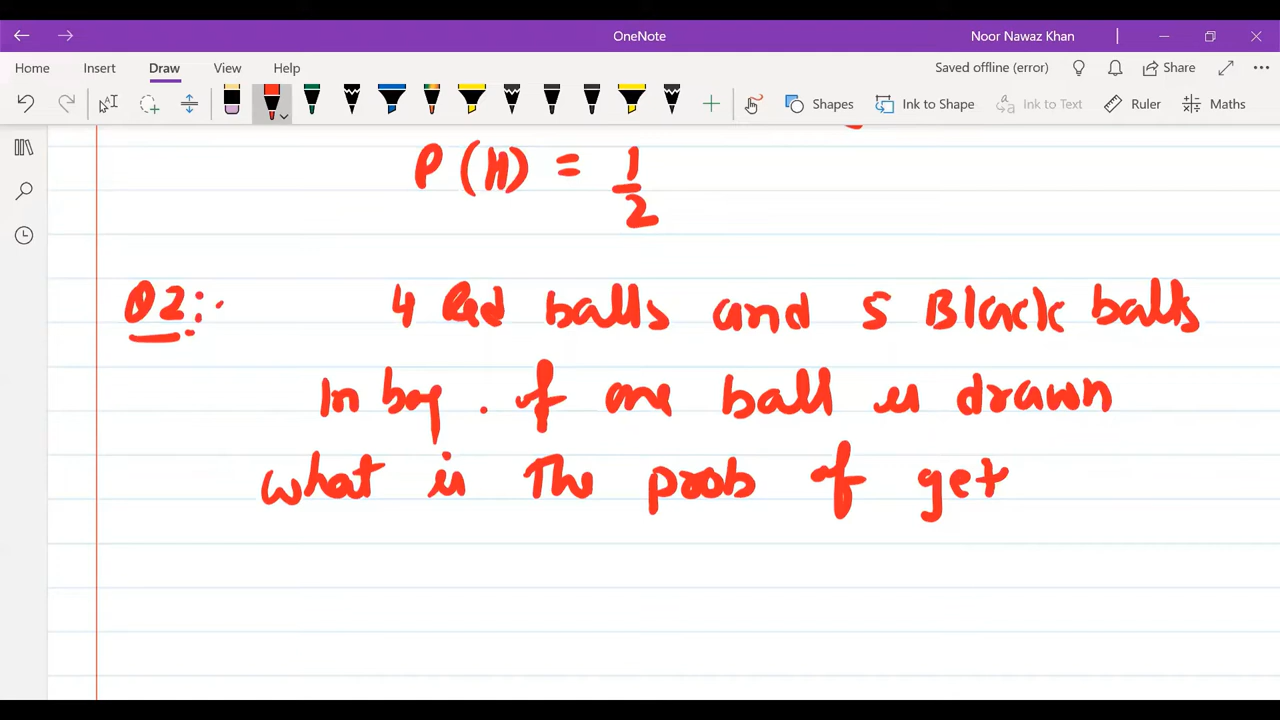 OneNote
Noor Nawaz Khan
Home Insert Draw View Help
Saved offline (error) Share
Shapes Ink to Shape Ink to Text Ruler Maths
P (H) = 1/2
Q2:- 4 Red balls and 5 Black balls
In bag. if one ball is drawn
what is The prob of get